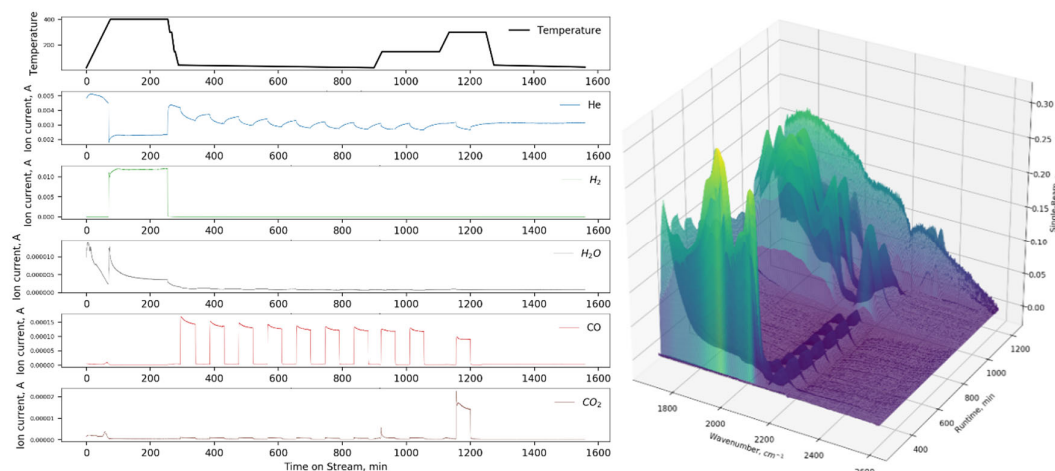 Temperature
400
200
Temperature
0 200 400 600 800 1000 1200 1400 1600
Ion current, A
0.005
0.004
0.003
0.002
He
0 200 400 600 800 1000 1200 1400 1600
Ion current, A
0.010
0.005
0.000
H₂
0 200 400 600 800 1000 1200 1400 1600
Ion current, A
0.000010
0.000000
H₂O
0 200 400 600 800 1000 1200 1400 1600
Ion current, A
0.00015
0.00010
0.00005
0.00000
CO
0 200 400 600 800 1000 1200 1400 1600
Ion current, A
0.00002
0.00001
0.00000
CO₂
0 200 400 600 800 1000 1200 1400 1600
Time on Stream, min
0.30
0.25
0.20
0.15
0.10
0.05
0.00
Single
1800
2000
2200
2400
Wavenumber, cm⁻¹
400
600
800
1000
1200
Runtime, min